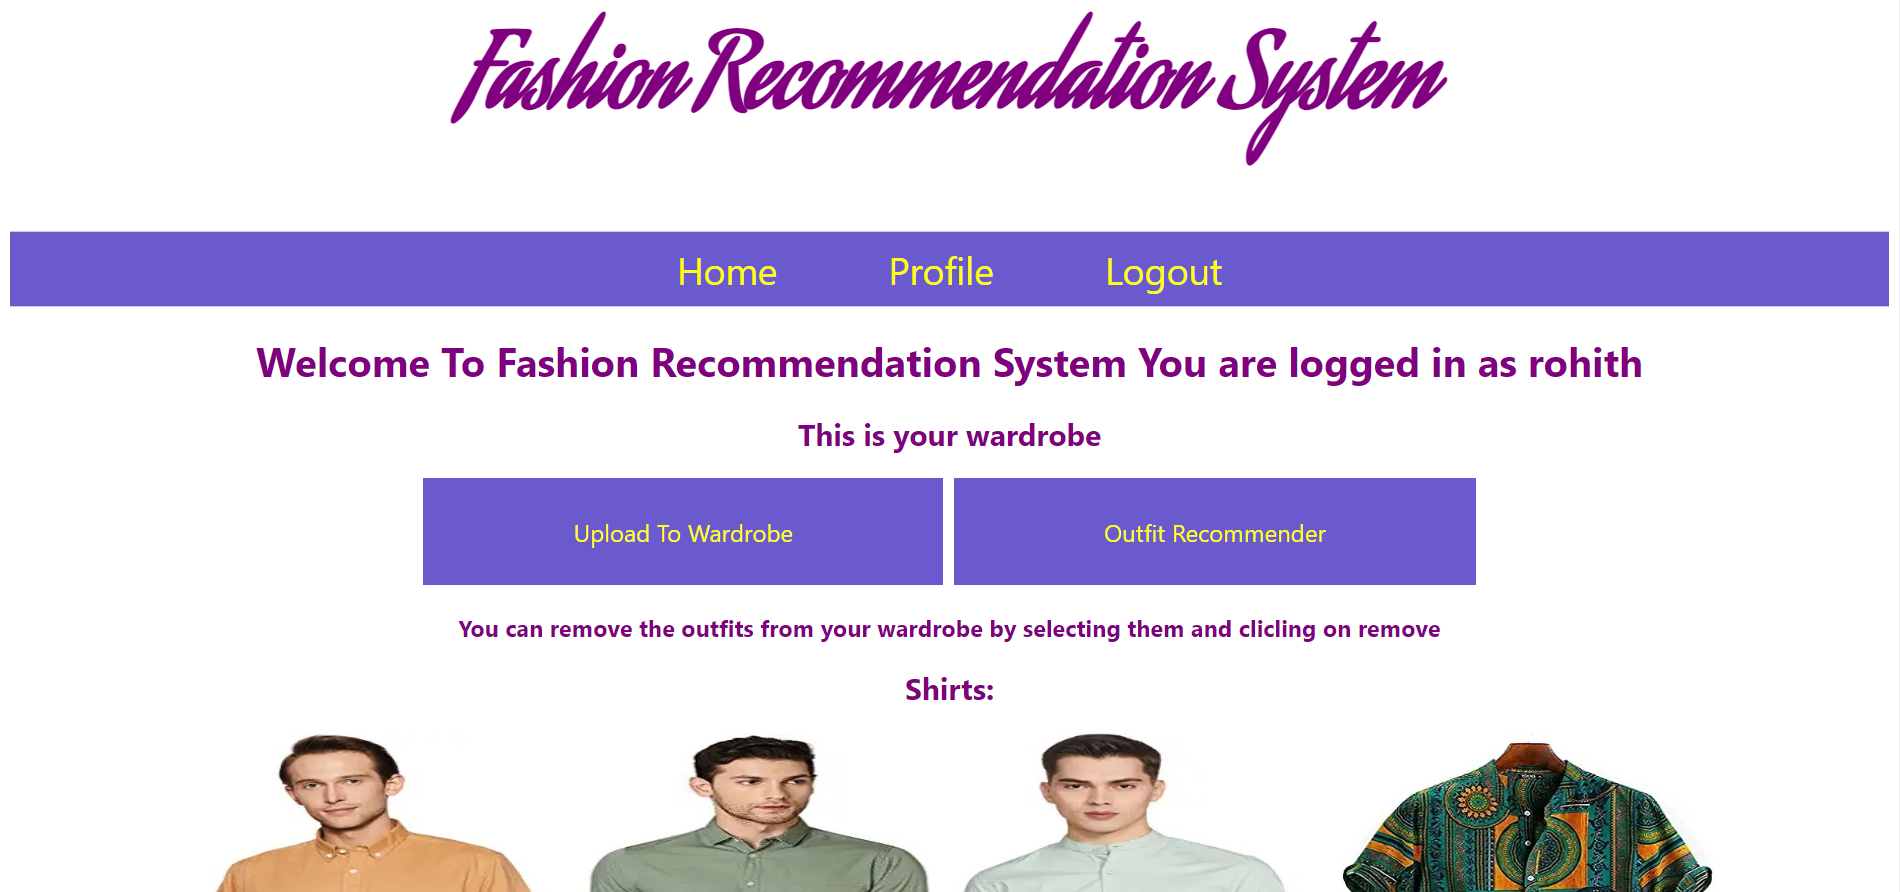 Fashion Recommendation System
Home Profile Logout
Welcome To Fashion Recommendation System You are logged in as rohith
This is your wardrobe
Upload To Wardrobe Outfit Recommender
You can remove the outfits from your wardrobe by selecting them and clicling on remove
Shirts: